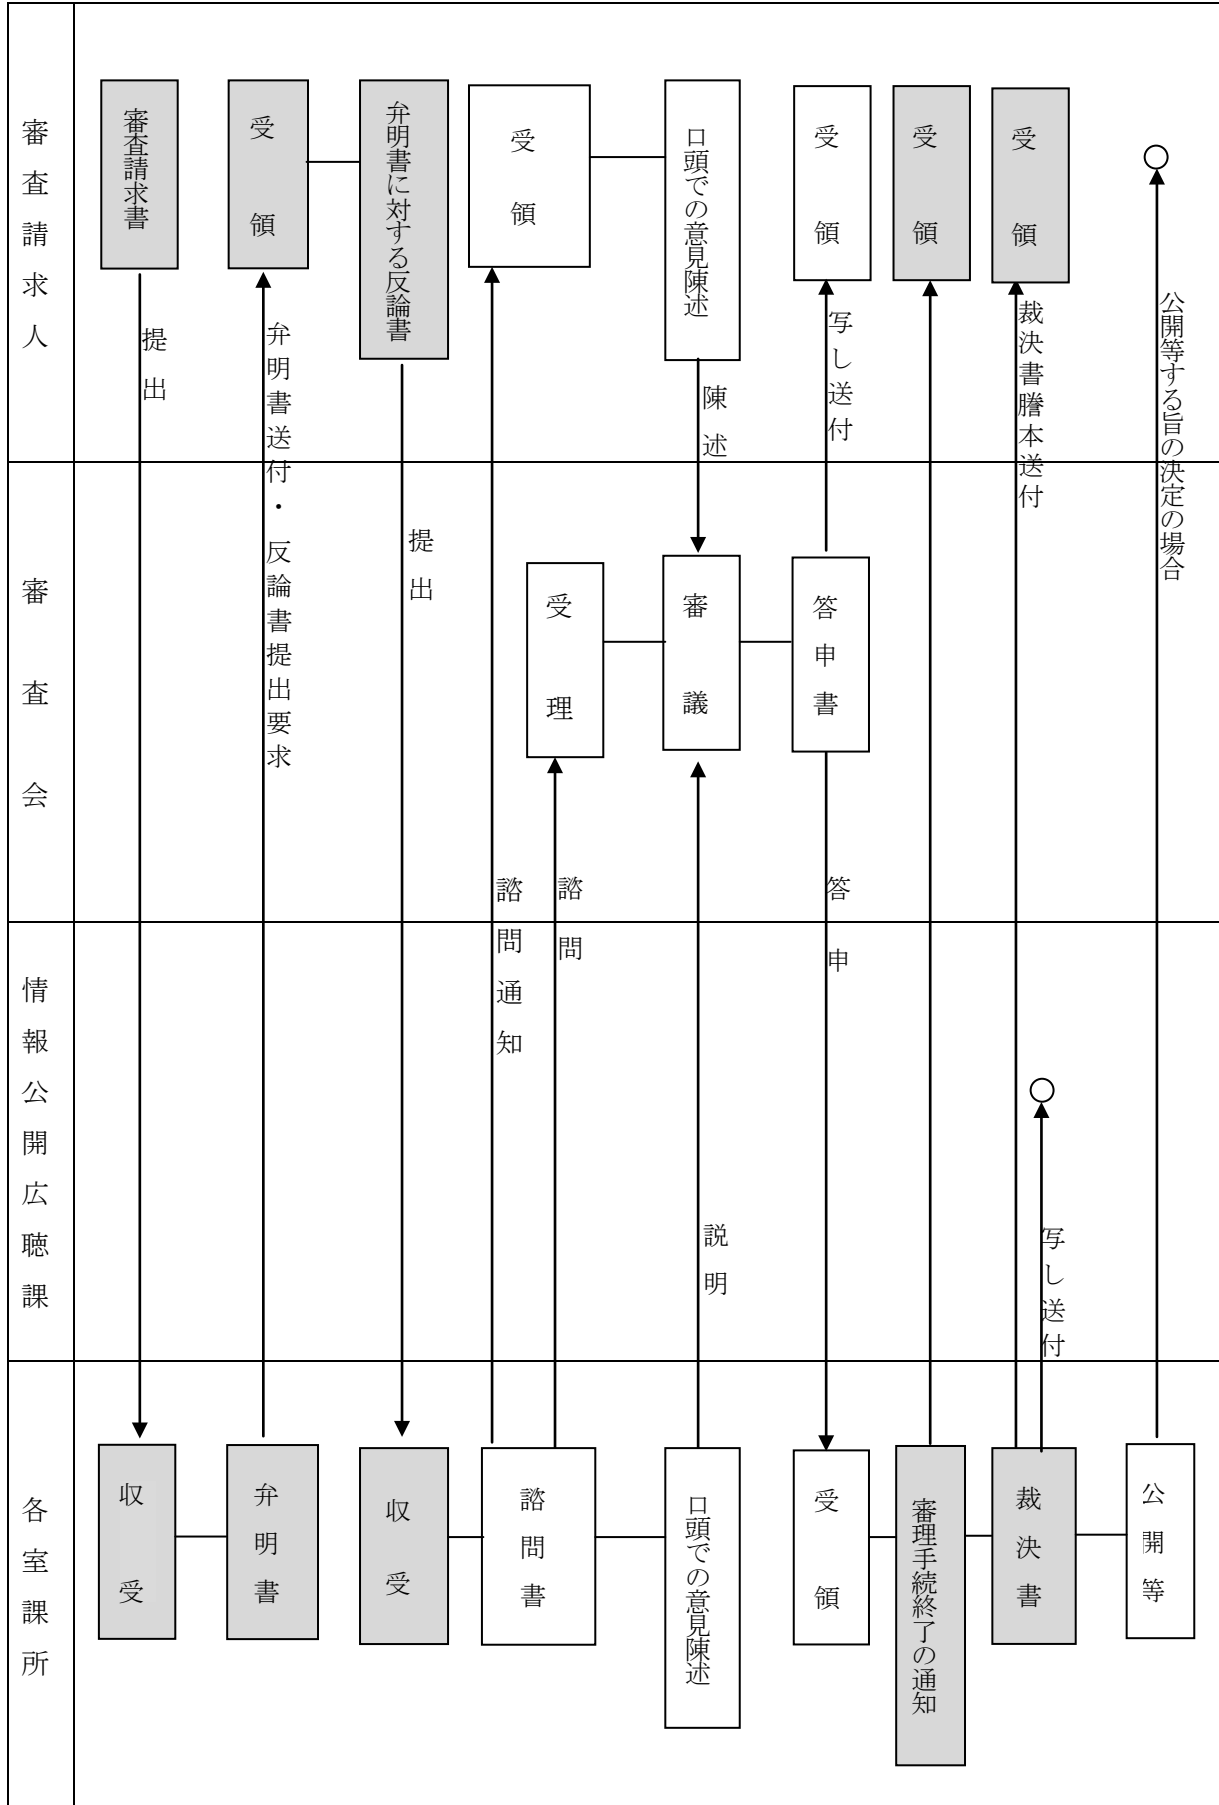 審査請求人
審査請求書
受領
弁明書に対する反論書
受領
口頭での意見陳述
受領
受領
受領
提出
弁明書送付・反論書提出要求
提出
諮問通知
諮問
陳述
写し送付
裁決書謄本送付
公開等する旨の決定の場合
審査会
受理
審議
答申書
答申
情報公開広聴課
説明
写し送付
各室課所
収受
弁明書
収受
諮問書
口頭での意見陳述
受領
審理手続終了の通知
裁決書
公開等